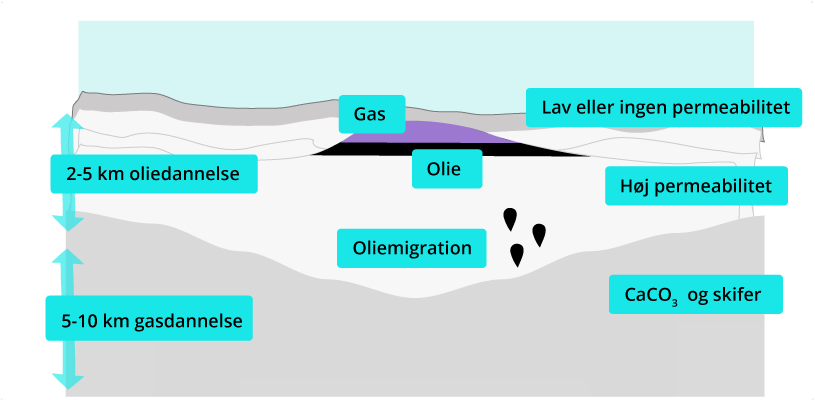 Lav eller ingen permeabilitet
Gas
Olie
2-5 km oliedannelse
Høj permeabilitet
Oliemigration
CaCO₃ og skifer
5-10 km gasdannelse